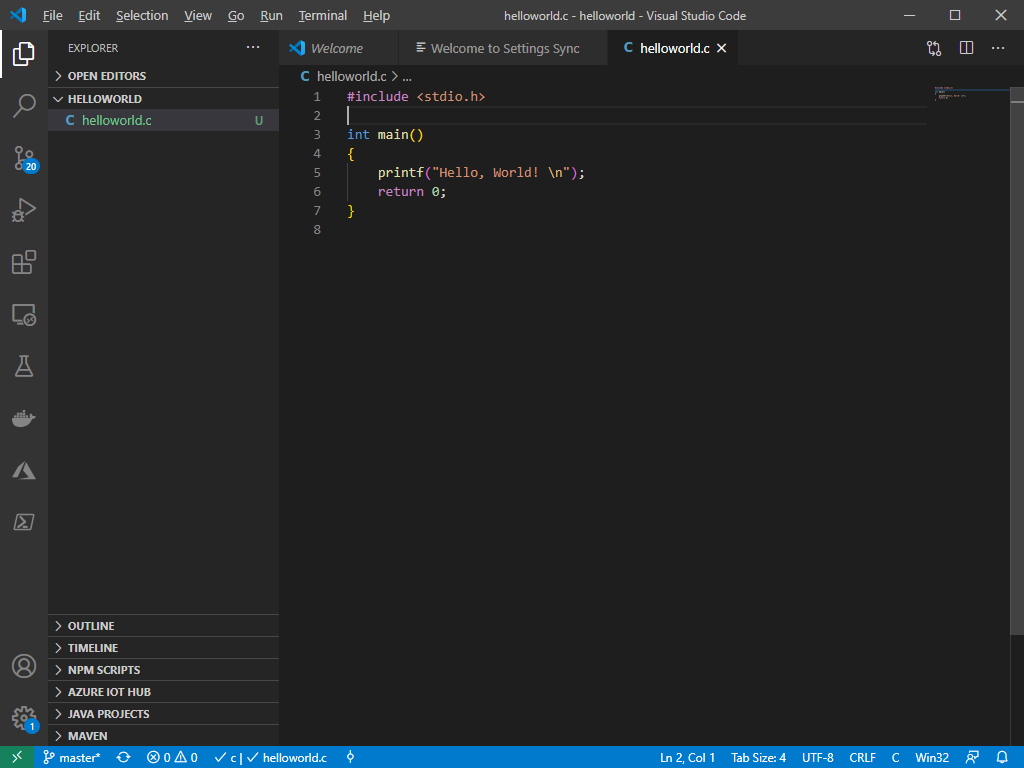 File Edit Selection View Go Run Terminal Help helloworld.c - helloworld - Visual Studio Code
EXPLORER
OPEN EDITORS
HELLOWORLD
C helloworld.c U
20
1
OUTLINE
TIMELINE
NPM SCRIPTS
AZURE IOT HUB
JAVA PROJECTS
MAVEN
Welcome Welcome to Settings Sync C helloworld.c
C helloworld.c > ...
1 #include <stdio.h>
2
3 int main()
4 {
5 printf("Hello, World! \n");
6 return 0;
7 }
8
master* 0 0 c | helloworld.c Ln 2, Col 1 Tab Size: 4 UTF-8 CRLF C Win32